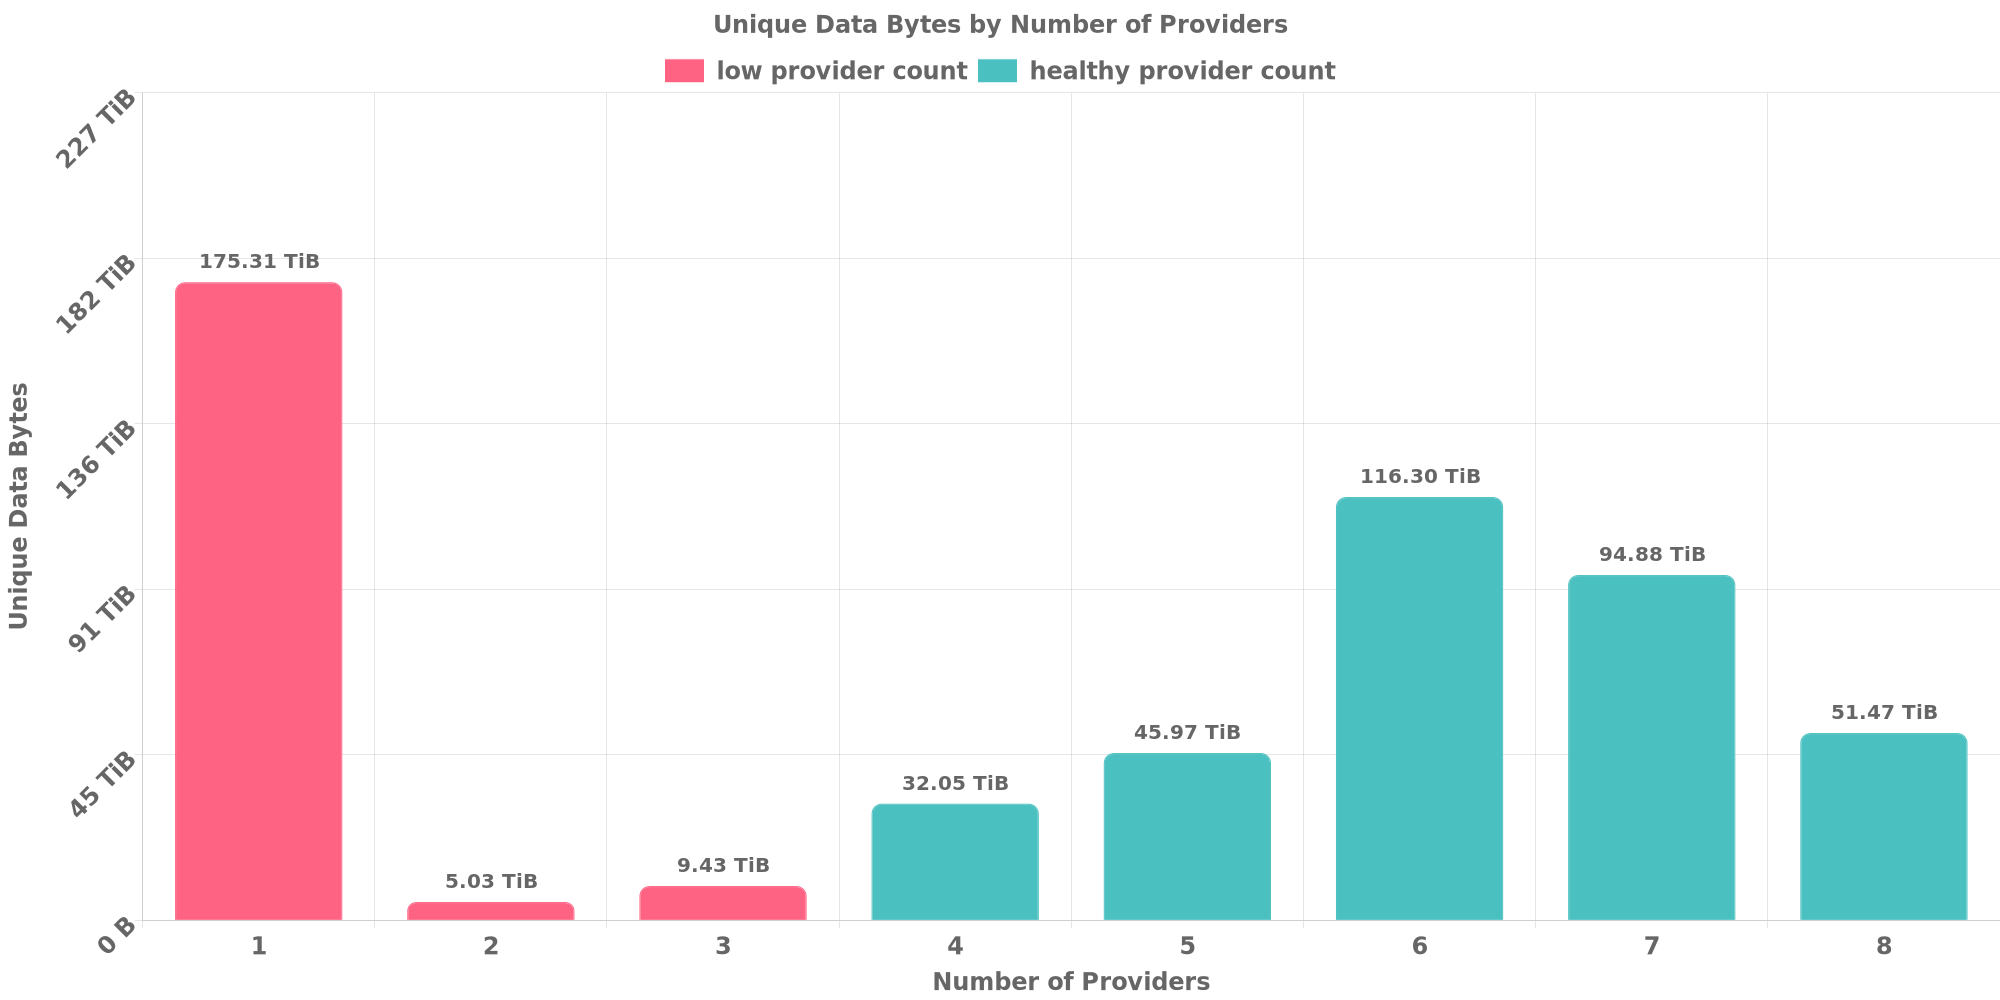 Unique Data Bytes by Number of Providers
low provider count
healthy provider count
Unique Data Bytes
227 TiB
182 TiB
136 TiB
91 TiB
45 TiB
0 B
175.31 TiB
5.03 TiB
9.43 TiB
32.05 TiB
45.97 TiB
116.30 TiB
94.88 TiB
51.47 TiB
1 2 3 4 5 6 7 8
Number of Providers